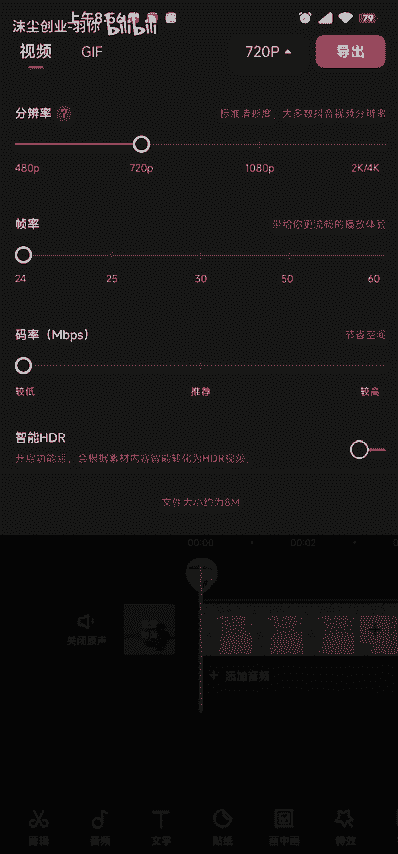 上午8:56
沫尘创业-羽你 bilibili
79
视频 GIF 720P 导出
分辨率 ? 标准清晰度，大多数抖音视频分辨率
480p 720p 1080p 2K/4K
帧率 带给你更流畅的播放体验
24 25 30 50 60
码率（Mbps） 节省空间
较低 推荐 较高
智能HDR
开启功能后，会根据素材内容智能转化为HDR视频。
文件大小约为8M
00:00 00:02
关闭原声
+ 添加音频
剪辑 音频 文字 贴纸 画中画 特效